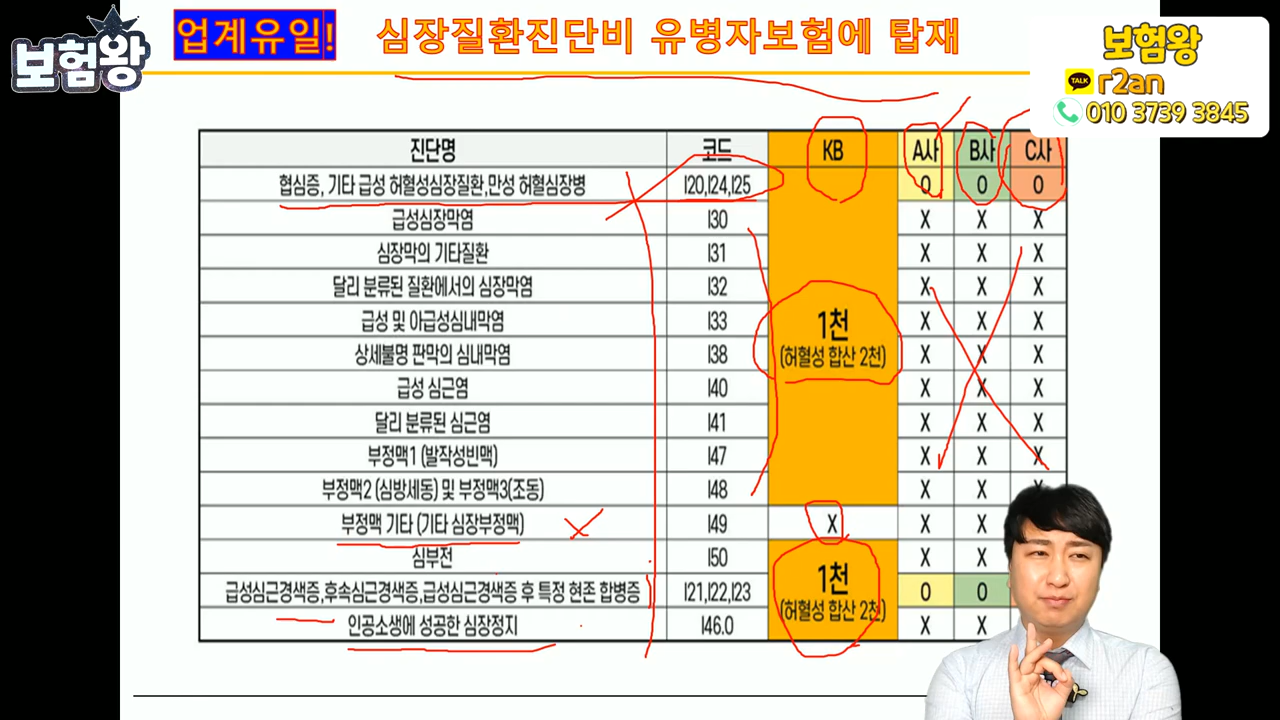 보험왕
업계유일! 심장질환진단비 유병자보험에 탑재
보험왕
TALK r2an
010 3739 3845
진단명 코드 KB A사 B사 C사
협심증, 기타 급성 허혈성심장질환,만성 허혈심장병 I20,I24,I25 O O O
급성심장막염 I30 X X X
심장막의 기타질환 I31 X X X
달리 분류된 질환에서의 심장막염 I32 X X X
급성 및 아급성심내막염 I33 1천 X X X
상세불명 판막의 심내막염 I38 (허혈성 합산 2천) X X X
급성 심근염 I40 X X X
달리 분류된 심근염 I41 X X X
부정맥1 (발작성빈맥) I47 X X X
부정맥2 (심방세동) 및 부정맥3(조동) I48 X X X
부정맥 기타 (기타 심장부정맥) I49 X X X
심부전 I50 X X
급성심근경색증,후속심근경색증,급성심근경색증 후 특정 현존 합병증 I21,I22,I23 1천 O O
인공소생에 성공한 심장정지 I46.0 (허혈성 합산 2천) X X